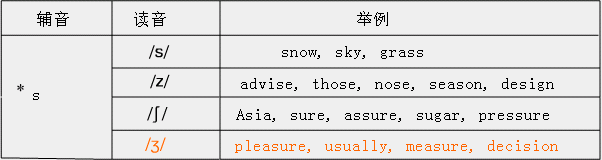 辅音 读音 举例
/s/ snow, sky, grass
/z/ advise, those, nose, season, design
* s
/ʃ/ Asia, sure, assure, sugar, pressure
/ʒ/ pleasure, usually, measure, decision